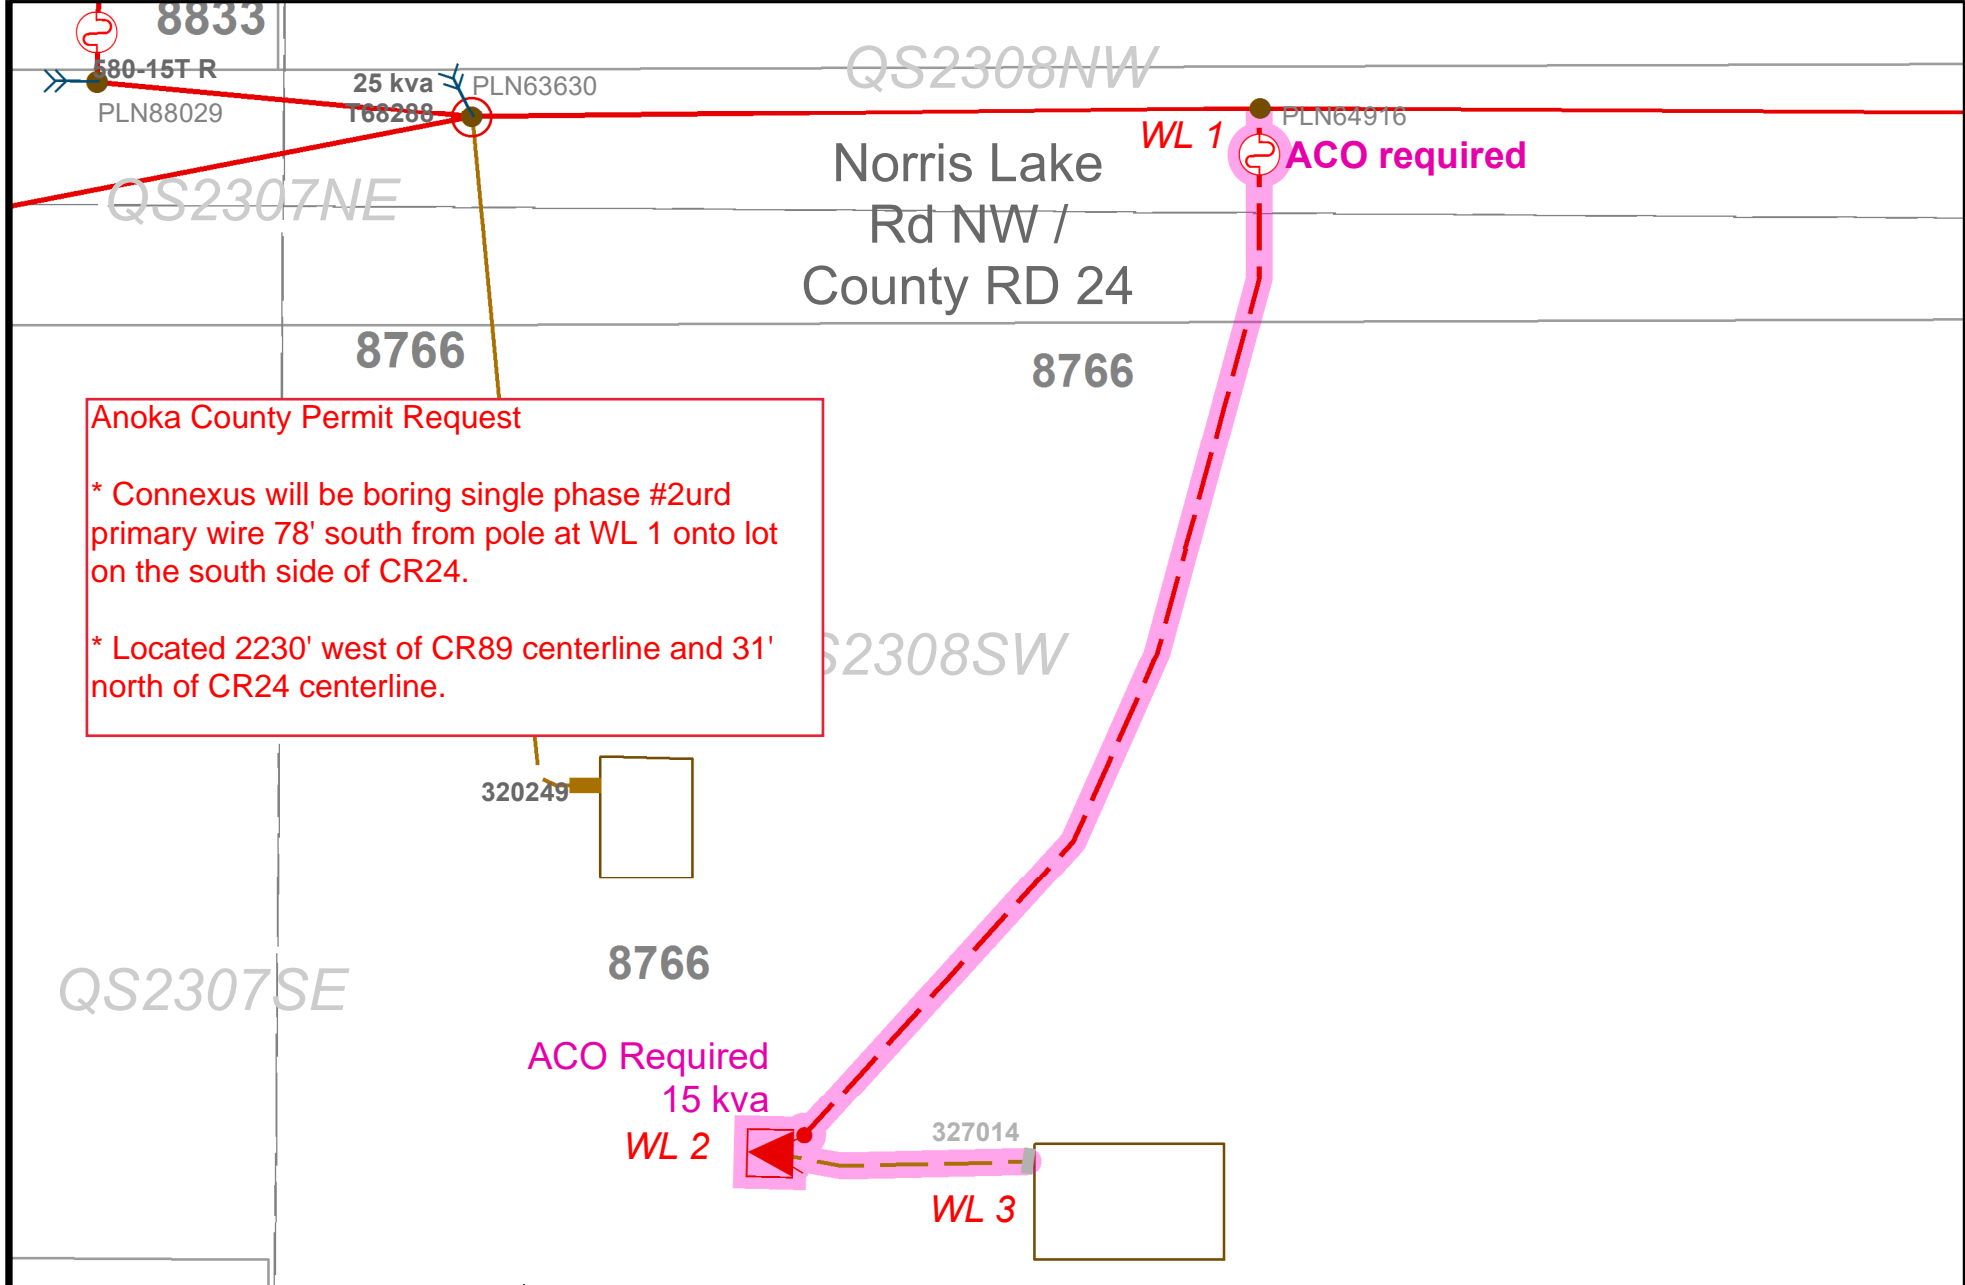 8833
QS2308NW
680-15T R
25 kva
PLN63630
PLN88029
T68288
PLN64916
WL 1
ACO required
Norris Lake
Rd NW /
County RD 24
QS2307NE
8766
8766
Anoka County Permit Request
* Connexus will be boring single phase #2urd
primary wire 78' south from pole at WL 1 onto lot
on the south side of CR24.
* Located 2230' west of CR89 centerline and 31'
north of CR24 centerline.
S2308SW
320249
8766
QS2307SE
ACO Required
15 kva
WL 2
327014
WL 3